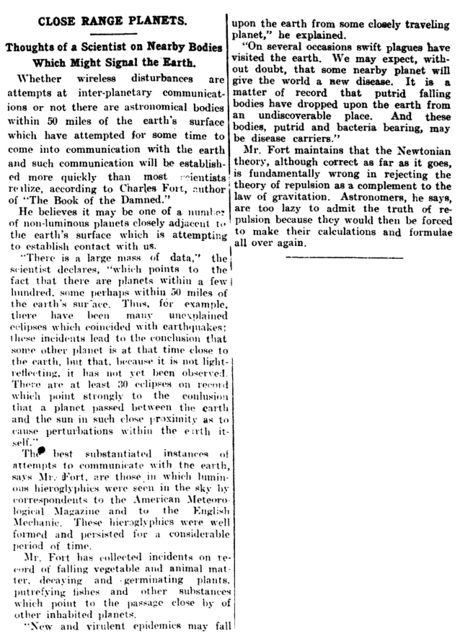 CLOSE RANGE PLANETS.
Thoughts of a Scientist on Nearby Bodies
Which Might Signal the Earth.
Whether wireless disturbances are
attempts at inter-planetary communicat-
ions or not there are astronomical bodies
within 50 miles of the earth's surface
which have attempted for some time to
come into communication with the earth
and such communication will be establish-
ed more quickly than most scientists
realize, according to Charles Fort, author
of "The Book of the Damned."
He believes it may be one of a number
of non-luminous planets closely adjacent to
the earth's surface which is attempting
to establish contact with us.
"There is a large mass of data," the
scientist declares, "which points to the
fact that there are planets within a few
hundred, some perhaps within 50 miles of
the earth's surface. Thus, for example,
there have been many unexplained
eclipses which coincided with earthquakes;
these incidents lead to the conclusion that
some other planet is at that time close to
the earth, but that, because it is not light-
reflecting, it has not yet been observed.
There are at least 30 eclipses on record
which point strongly to the conlusion
that a planet passed between the earth
and the sun in such close proximity as to
cause perturbations within the earth it-
self."
The best substantiated instances of
attempts to communicate with the earth,
says Mr. Fort, are those in which lumin-
ous hieroglyphics were seen in the sky by
correspondents to the American Meteoro-
logical Magazine and to the English
Mechanic. These hieroglyphics were well
formed and persisted for a considerable
period of time.
Mr. Fort has collected incidents on re-
cord of falling vegetable and animal mat-
ter, decaying and germinating plants,
putrefying fishes and other substances
which point to the passage close by of
other inhabited planets.
"New and virulent epidemics may fall
upon the earth from some closely traveling
planet," he explained.
"On several occasions swift plagues have
visited the earth. We may expect, with-
out doubt, that some nearby planet will
give the world a new disease. It is a
matter of record that putrid falling
bodies have dropped upon the earth from
an undiscoverable place. And these
bodies, putrid and bacteria bearing, may
be disease carriers."
Mr. Fort maintains that the Newtonian
theory, although correct as far as it goes,
is fundamentally wrong in rejecting the
theory of repulsion as a complement to the
law of gravitation. Astronomers, he says,
are too lazy to admit the truth of re-
pulsion because they would then be forced
to make their calculations and formulae
all over again.